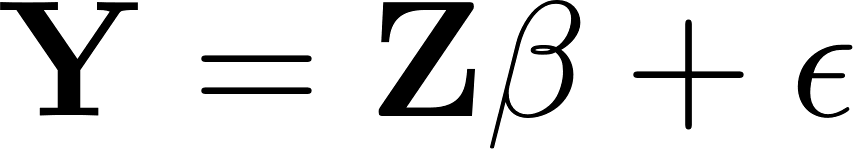 𝐘 = 𝐙β + ϵ